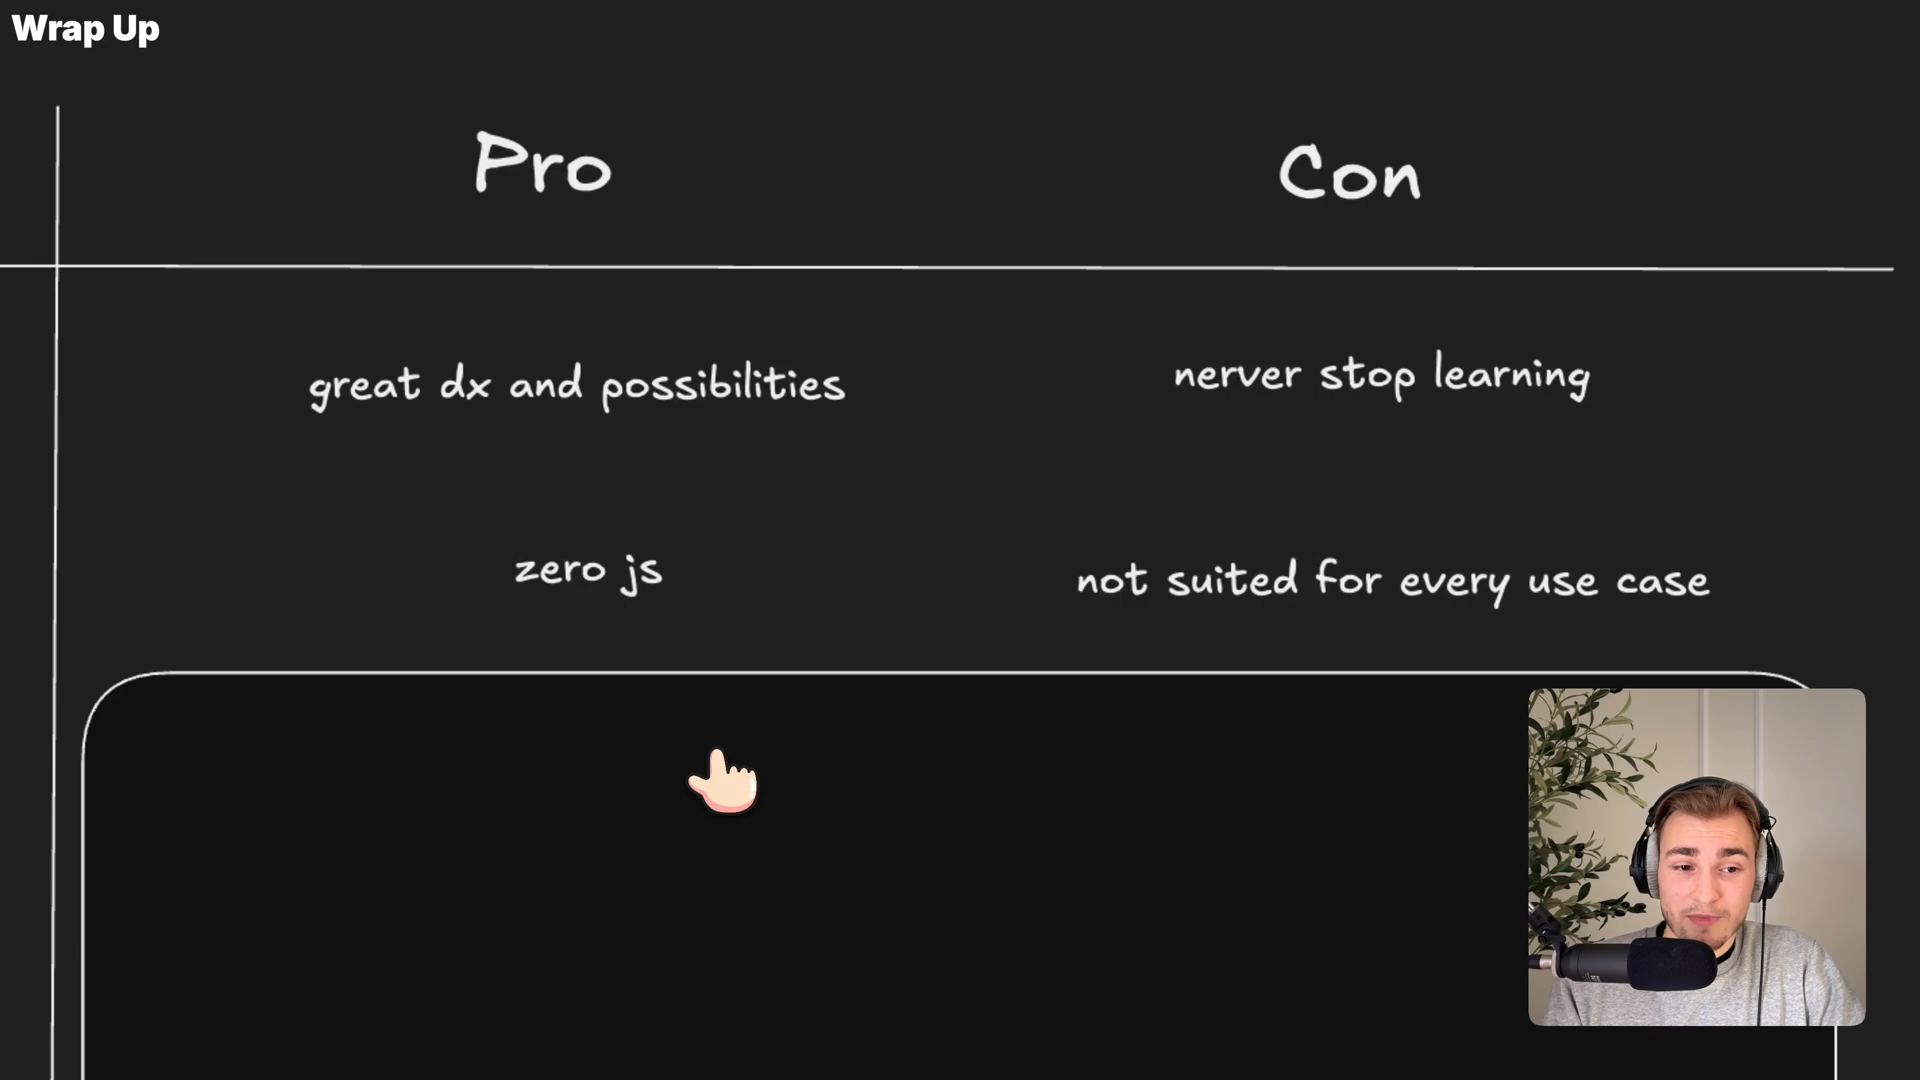 Wrap Up
Pro
Con
great dx and possibilities
nerver stop learning
zero js
not suited for every use case